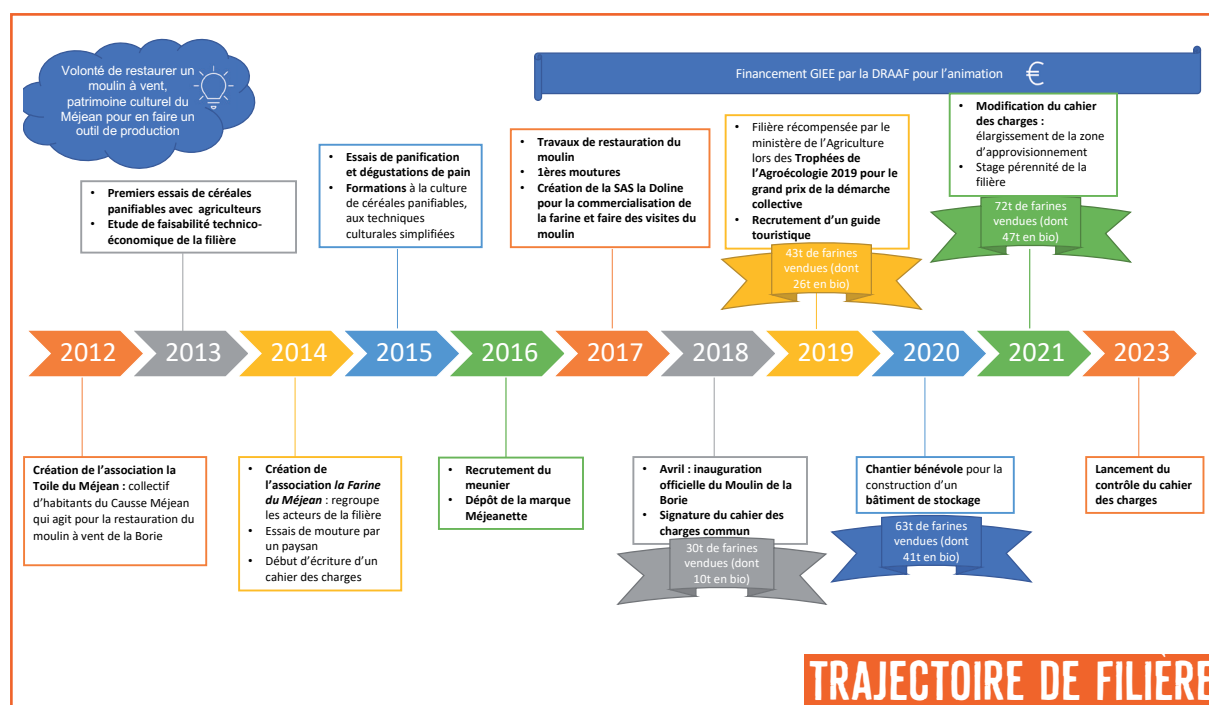 Volonté de restaurer un
moulin à vent,
patrimoine culturel du
Méjean pour en faire un
outil de production
Financement GIEE par la DRAAF pour l'animation €
• Premiers essais de céréales
panifiables avec agriculteurs
• Etude de faisabilité technico-
économique de la filière
• Essais de panification et
dégustations de pain
• Formations à la culture
de céréales panifiables,
aux techniques
culturales simplifiées
• Travaux de restauration du
moulin
• 1ères moutures
• Création de la SAS la Doline
pour la commercialisation de
la farine et faire des visites du
moulin
• Filière récompensée par le
ministère de l'Agriculture
lors des Trophées de
l'Agroécologie 2019 pour le
grand prix de la démarche
collective
• Recrutement d'un guide
touristique
43t de farines
vendues (dont
26t en bio)
• Modification du cahier
des charges :
élargissement de la zone
d'approvisionnement
• Stage pérennité de la
filière
72t de farines
vendues (dont
47t en bio)
2012 2013 2014 2015 2016 2017 2018 2019 2020 2021 2023
Création de l'association la
Toile du Méjean : collectif
d'habitants du Causse Méjean
qui agit pour la restauration du
moulin à vent de la Borie
• Création de
l'association la Farine
du Méjean : regroupe
les acteurs de la filière
• Essais de mouture par
un paysan
• Début d'écriture d'un
cahier des charges
• Recrutement du
meunier
• Dépôt de la marque
Méjeanette
• Avril : inauguration
officielle du Moulin de la
Borie
• Signature du cahier des
charges commun
30t de farines
vendues (dont
10t en bio)
Chantier bénévole pour la
construction d'un
bâtiment de stockage
63t de farines
vendues (dont
41t en bio)
Lancement du
contrôle du cahier
des charges
TRAJECTOIRE DE FILIÈRE